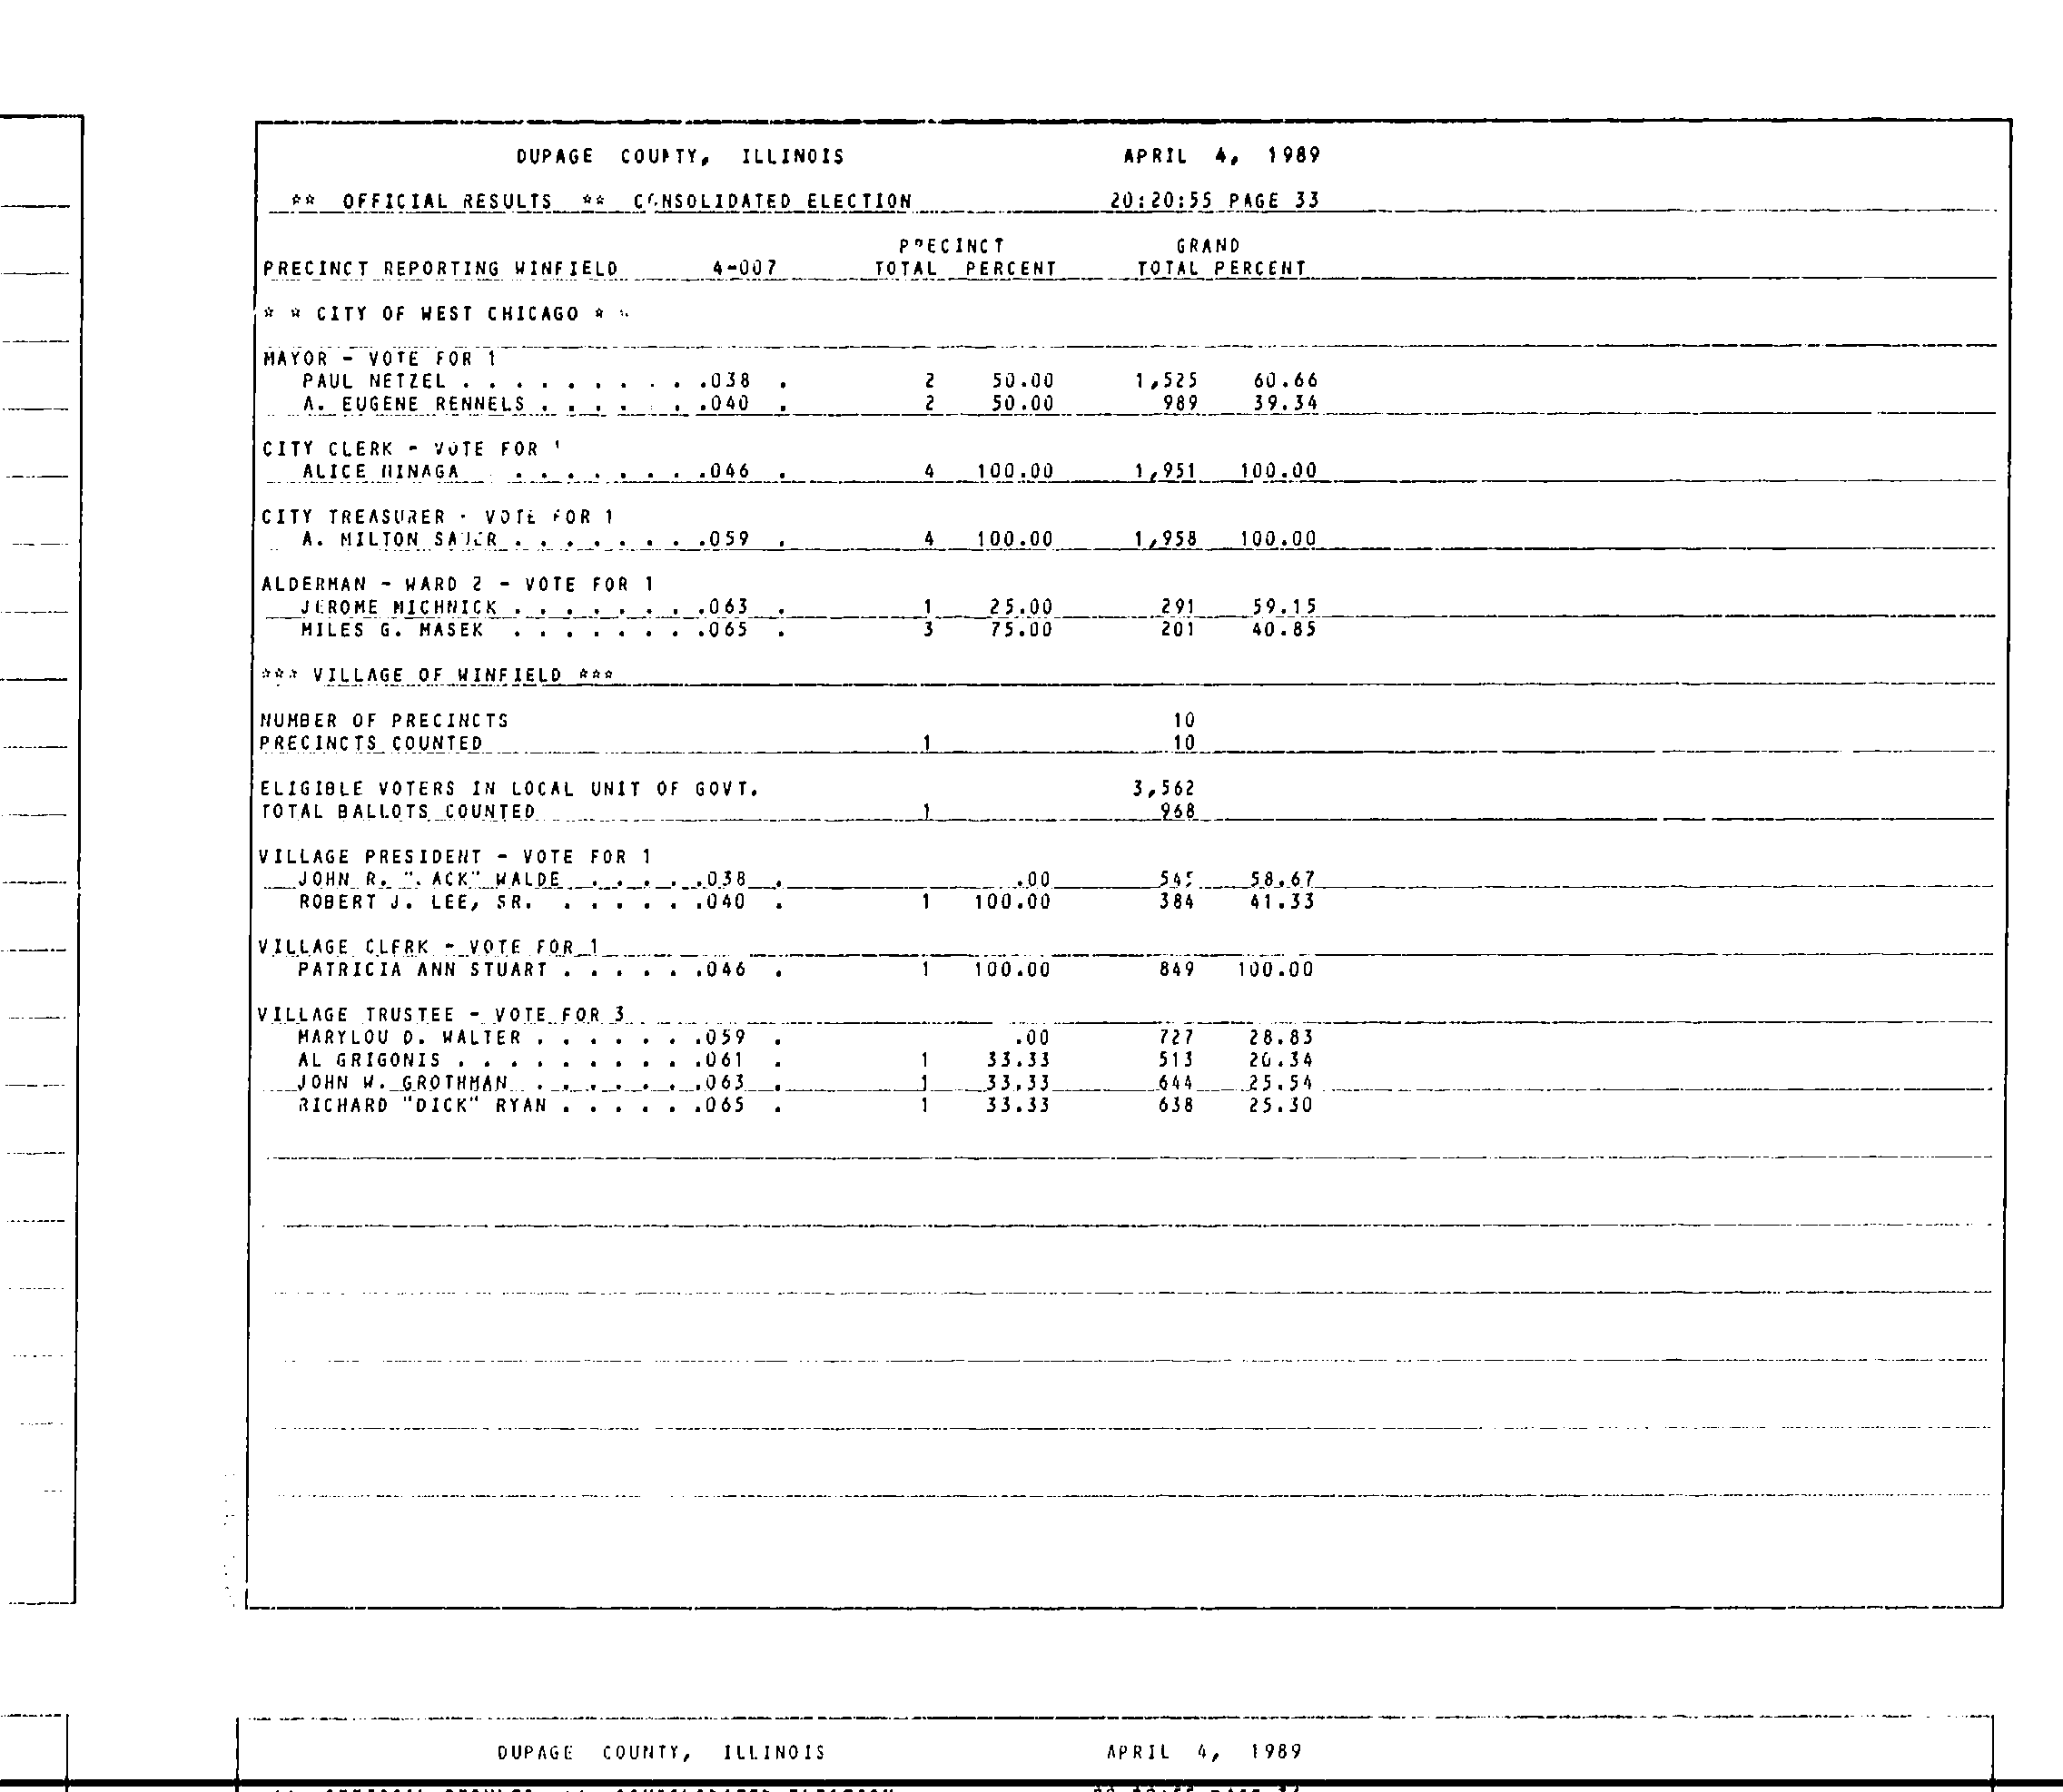 DUPAGE COUNTY, ILLINOIS APRIL 4, 1989
** OFFICIAL RESULTS ** CONSOLIDATED ELECTION 20:20:55 PAGE 33
PRECINCT GRAND
PRECINCT REPORTING WINFIELD 4-007 TOTAL PERCENT TOTAL PERCENT
* * CITY OF WEST CHICAGO * *
MAYOR - VOTE FOR 1
PAUL NETZEL . . . . . . . . . .038 . 2 50.00 1,525 60.66
A. EUGENE RENNELS . . . . . . .040 . 2 50.00 989 39.34
CITY CLERK - VOTE FOR 1
ALICE . . . . . . . .046 . 4 100.00 1,951 100.00
CITY TREASURER - VOTE FOR 1
A. MILTON SAUER . . . . . . . .059 . 4 100.00 1,958 100.00
ALDERMAN - WARD 2 - VOTE FOR 1
JEROME MICHNICK . . . . . . . .063 . 1 25.00 291 59.15
MILES G. MASEK . . . . . . . .065 . 3 75.00 201 40.85
*** VILLAGE OF WINFIELD ***
NUMBER OF PRECINCTS 10
PRECINCTS COUNTED 1 10
ELIGIBLE VOTERS IN LOCAL UNIT OF GOVT. 3,562
TOTAL BALLOTS COUNTED 1 968
VILLAGE PRESIDENT - VOTE FOR 1
JOHN R. ". ACK" WALDE . . . . .038 . .00 545 58.67
ROBERT J. LEE, SR. . . . . . .040 . 1 100.00 384 41.33
VILLAGE CLERK - VOTE FOR 1
PATRICIA ANN STUART . . . . . .046 . 1 100.00 849 100.00
VILLAGE TRUSTEE - VOTE FOR 3
MARYLOU D. WALTER . . . . . . .059 . .00 727 28.83
AL GRIGONIS . . . . . . . . . .061 . 1 33.33 513 20.34
JOHN W. GROTHMAN . . . . . . .063 . 1 33.33 644 25.54
RICHARD "DICK" RYAN . . . . . .065 . 1 33.33 638 25.30
DUPAGE COUNTY, ILLINOIS APRIL 4, 1989